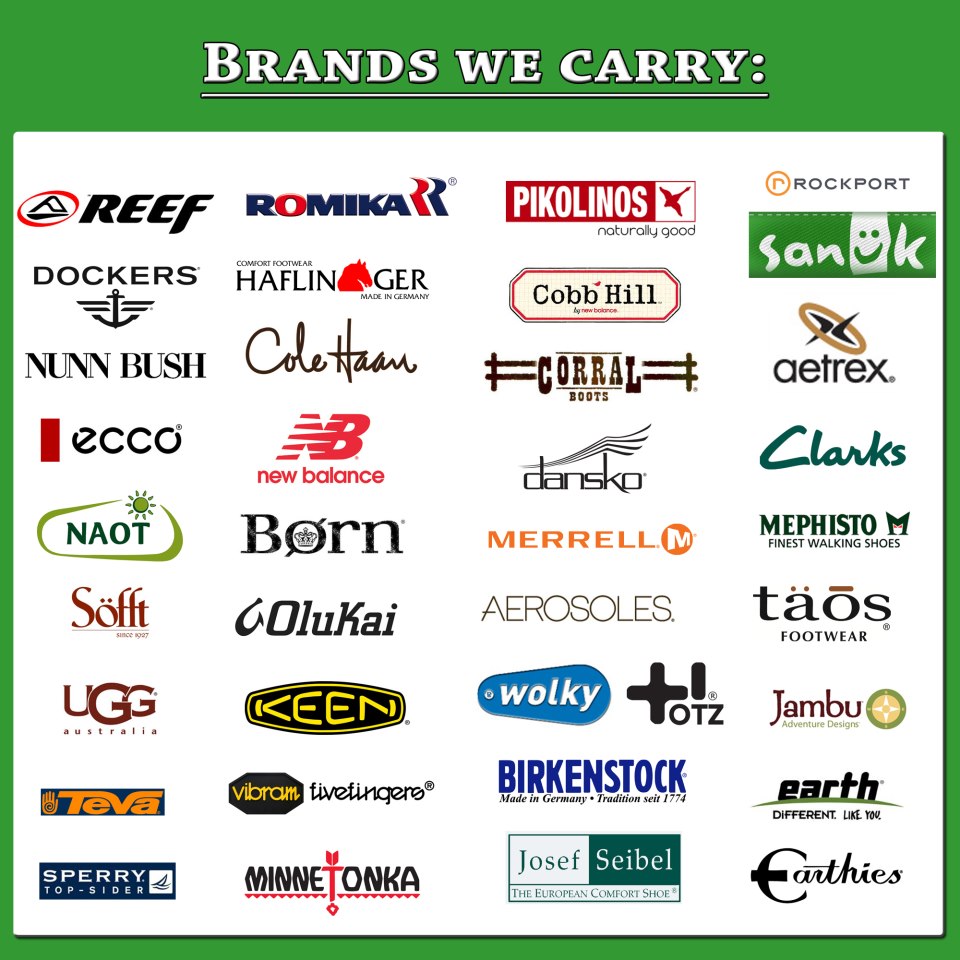 BRANDS WE CARRY:
REEF
DOCKERS®
NUNN BUSH
ecco®
NAOT
Söfft
since 1927
UGG®
australia
Teva
SPERRY
TOP-SIDER
ROMIKA R®
COMFORT FOOTWEAR
HAFLINGER
MADE IN GERMANY
Cole Haan
NB
new balance
Børn®
OluKai
KEEN®
vibram fivefingers®
MINNETONKA
PIKOLINOS
naturally good
Cobb Hill
by new balance
CORRAL®
BOOTS
dansko®
MERRELL M
AEROSOLES®
wolky®
OTZ®
BIRKENSTOCK®
Made in Germany • Tradition seit 1774
Josef Seibel
THE EUROPEAN COMFORT SHOE®
r ROCKPORT
sanuk
aetrex®
Clarks
MEPHISTO M
FINEST WALKING SHOES
täōs®
FOOTWEAR
Jambu®
Adventure Designs
earth®
DIFFERENT. LIKE YOU.
Earthies